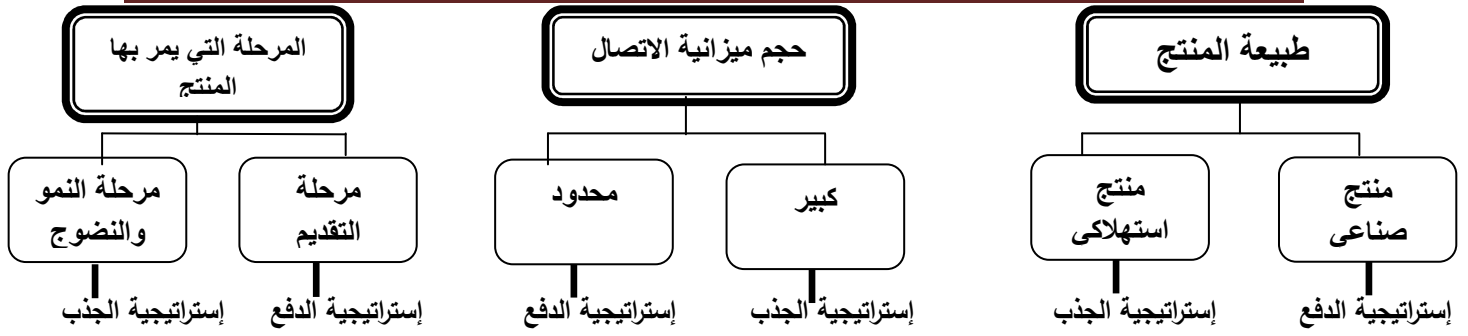 طبيعة المنتج
حجم ميزانية الاتصال
المرحلة التي يمر بها
المنتج
منتج
صناعى
منتج
استهلاكى
كبير
محدود
مرحلة
التقديم
مرحلة النمو
والنضوج
إستراتيجية الدفع
إستراتيجية الجذب
إستراتيجية الجذب
إستراتيجية الدفع
إستراتيجية الدفع
إستراتيجية الجذب